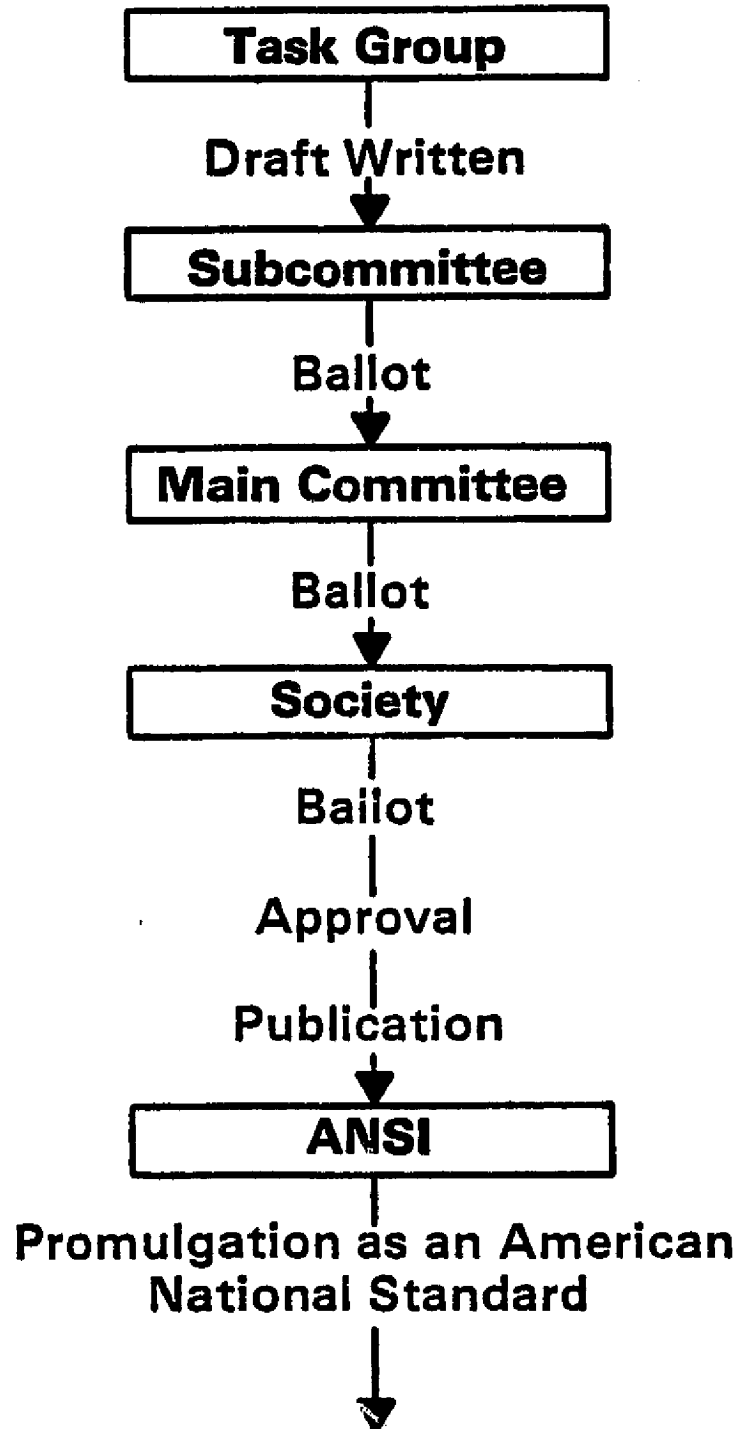 Task Group
Draft Written
Subcommittee
Ballot
Main Committee
Ballot
Society
Ballot
Approval
Publication
ANSI
Promulgation as an American
National Standard